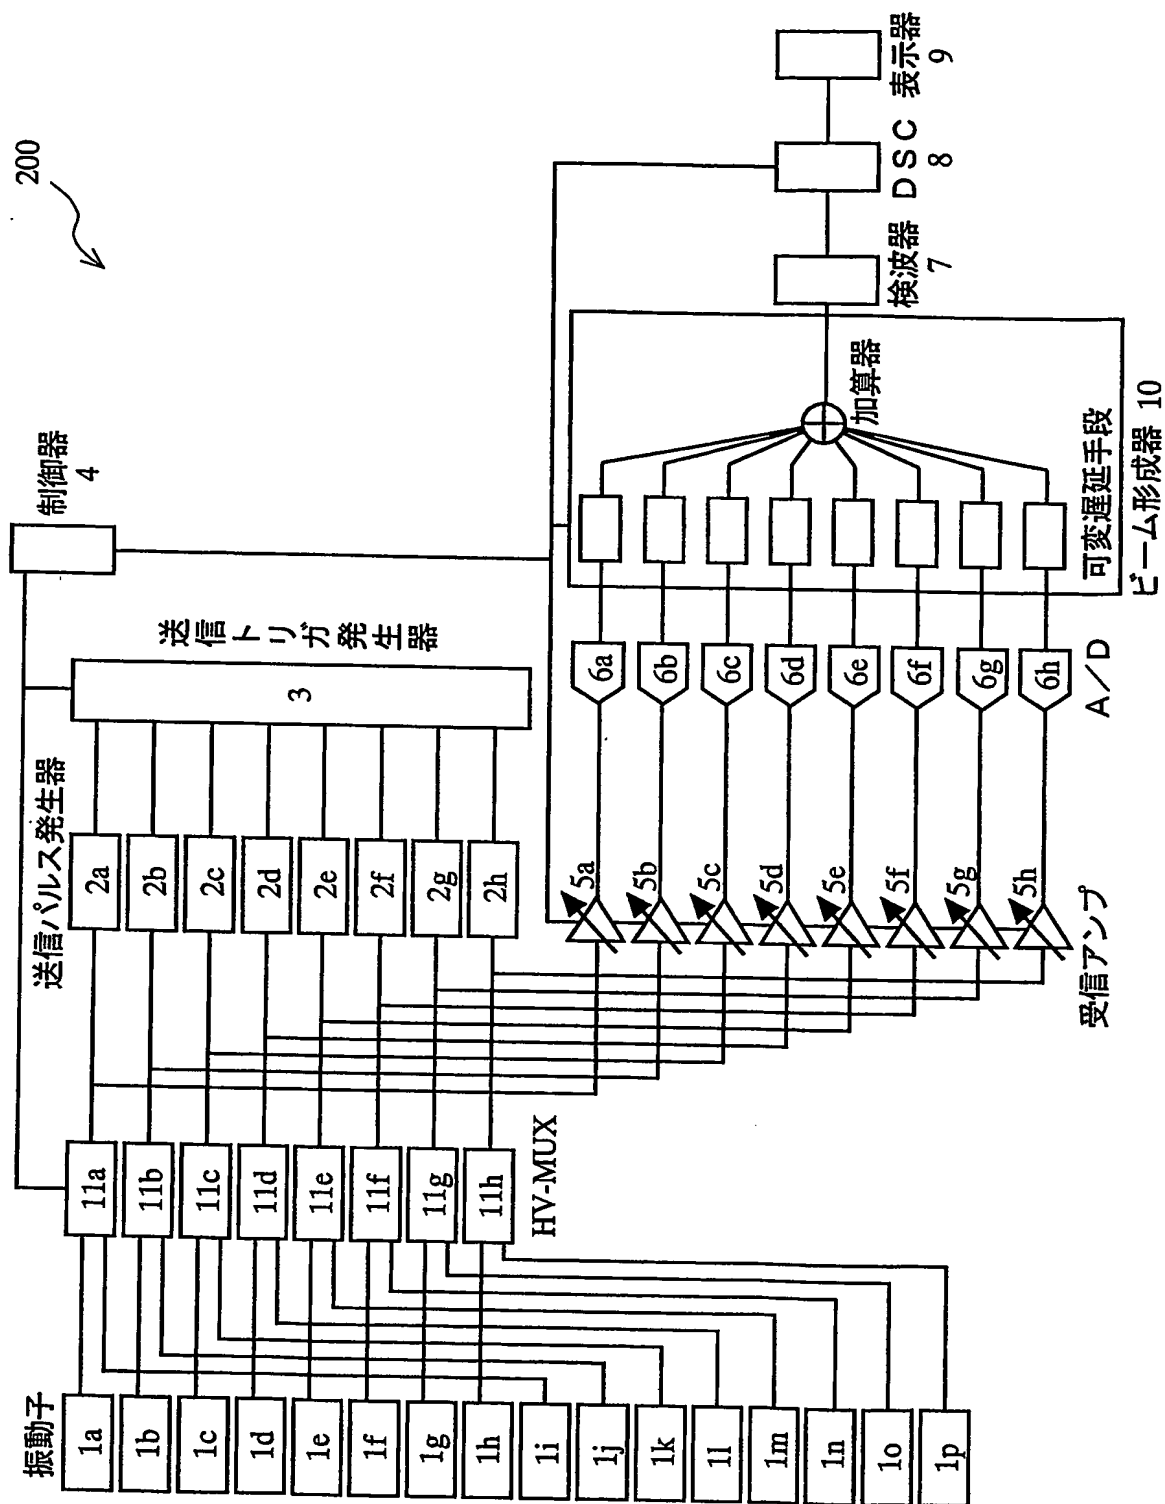 200
振動子
1a
1b
1c
1d
1e
1f
1g
1h
1i
1j
1k
1l
1m
1n
1o
1p
11a
11b
11c
11d
11e
11f
11g
11h
HV-MUX
送信パルス発生器
2a
2b
2c
2d
2e
2f
2g
2h
送信トリガ発生器
3
制御器
4
5a
5b
5c
5d
5e
5f
5g
5h
受信アンプ
6a
6b
6c
6d
6e
6f
6g
6h
A/D
加算器
可変遅延手段
ビーム形成器 10
検波器
7
DSC
8
表示器
9